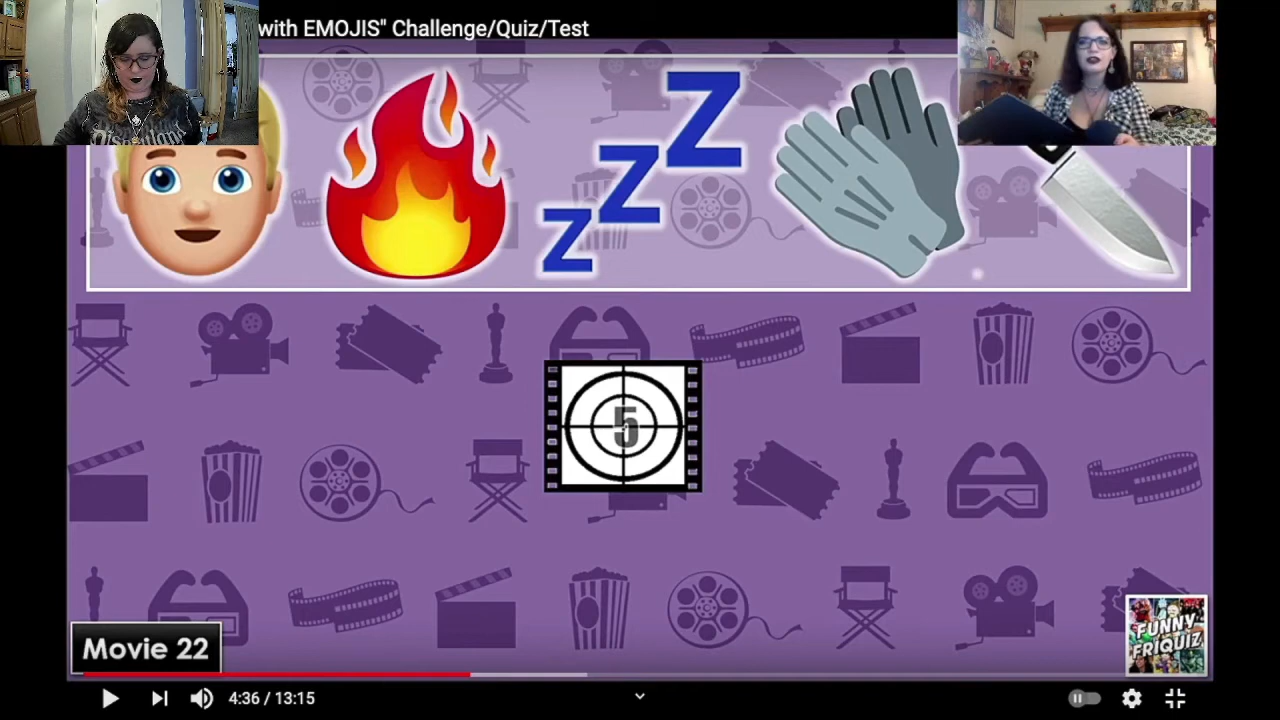 with EMOJIS" Challenge/Quiz/Test
Z
Z
Z
5
Movie 22
FUNNY
FRIQUIZ
4:36 / 13:15